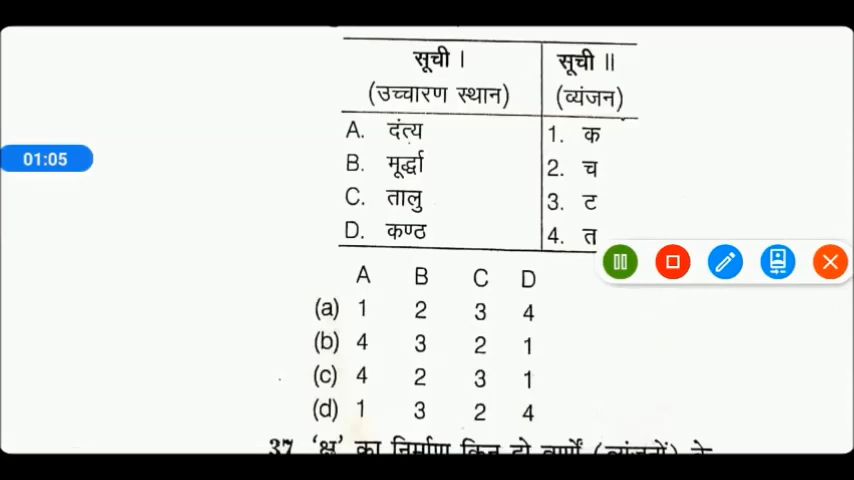 सूची I सूची II
(उच्चारण स्थान) (व्यंजन)
A. दंत्य 1. क
B. मूर्द्धा 2. च
C. तालु 3. ट
D. कण्ठ 4. त
01:05
A B C D
(a) 1 2 3 4
(b) 4 3 2 1
(c) 4 2 3 1
(d) 1 3 2 4
37 'क्ष' का निर्माण किन दो वर्णों (व्यंजनों) के